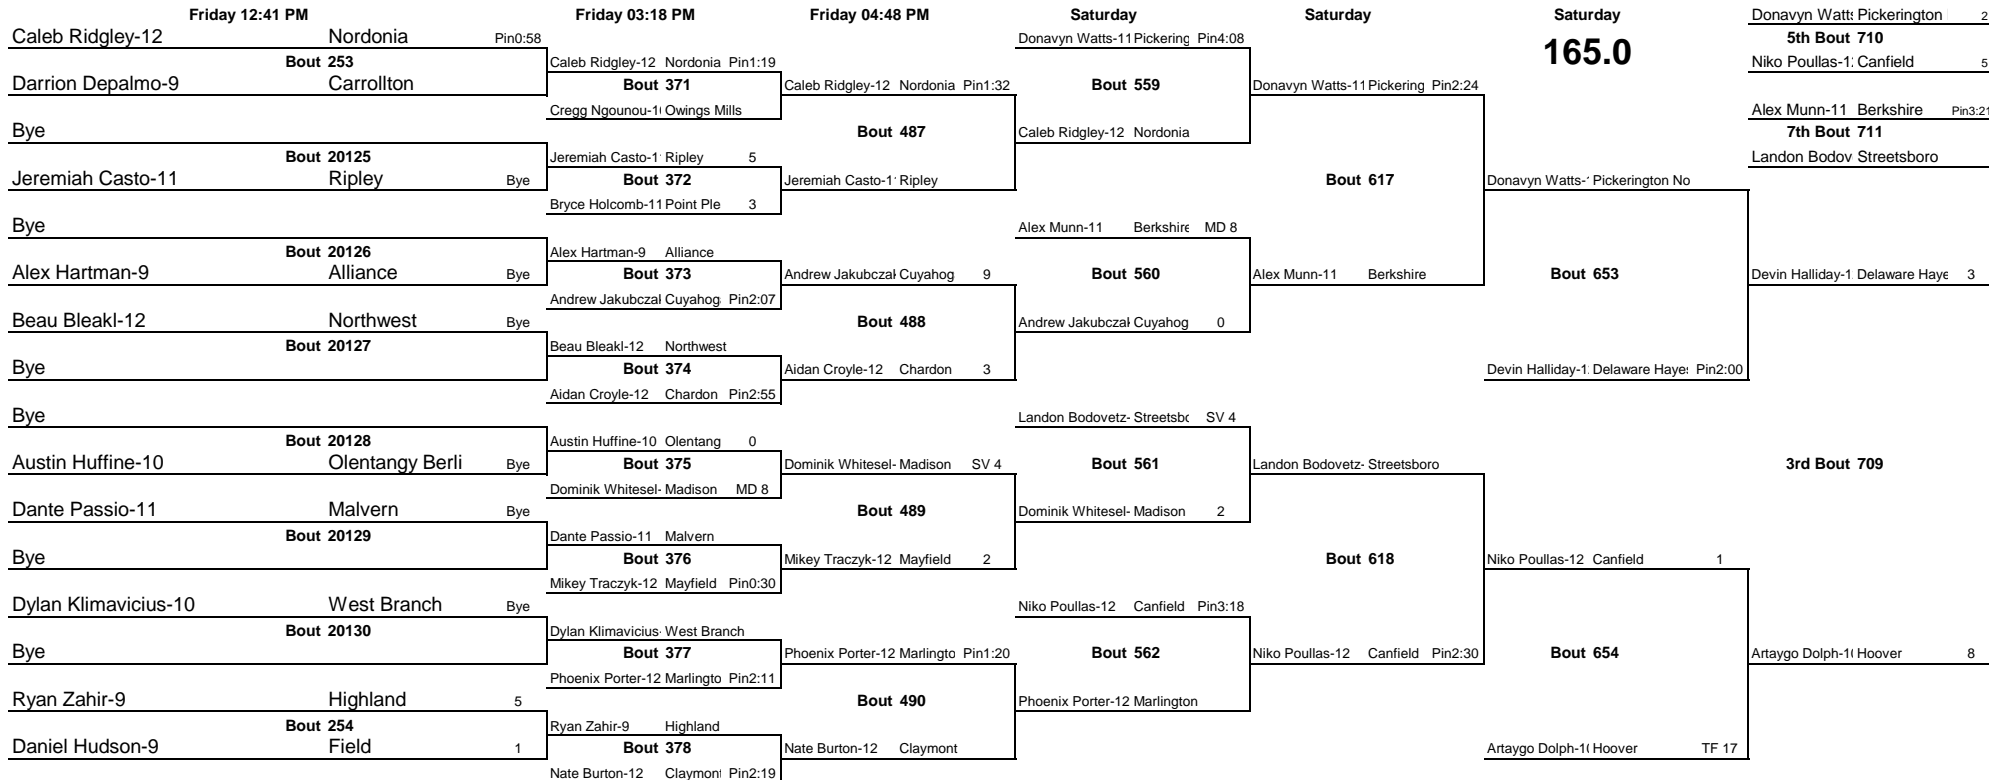 Friday 12:41 PM Friday 03:18 PM Friday 04:48 PM Saturday Saturday Saturday
165.0
Caleb Ridgley-12 Nordonia Pin0:58
Bout 253
Darrion Depalmo-9 Carrollton
Bye
Bout 20125
Jeremiah Casto-11 Ripley Bye
Bye
Bout 20126
Alex Hartman-9 Alliance Bye
Beau Bleakl-12 Northwest Bye
Bout 20127
Bye
Bye
Bout 20128
Austin Huffine-10 Olentangy Berli Bye
Dante Passio-11 Malvern Bye
Bout 20129
Bye
Dylan Klimavicius-10 West Branch Bye
Bout 20130
Bye
Ryan Zahir-9 Highland 5
Bout 254
Daniel Hudson-9 Field 1
Caleb Ridgley-12 Nordonia Pin1:19
Bout 371
Cregg Ngounou-1 Owings Mills
Jeremiah Casto-1 Ripley 5
Bout 372
Bryce Holcomb-11 Point Ple 3
Alex Hartman-9 Alliance
Bout 373
Andrew Jakubczak Cuyahog Pin2:07
Beau Bleakl-12 Northwest
Bout 374
Aidan Croyle-12 Chardon Pin2:55
Austin Huffine-10 Olentang 0
Bout 375
Dominik Whitesel- Madison MD 8
Dante Passio-11 Malvern
Bout 376
Mikey Traczyk-12 Mayfield Pin0:30
Dylan Klimavicius- West Branch
Bout 377
Phoenix Porter-12 Marlingto Pin2:11
Ryan Zahir-9 Highland
Bout 378
Nate Burton-12 Claymont Pin2:19
Caleb Ridgley-12 Nordonia Pin1:32
Bout 487
Jeremiah Casto-1 Ripley
Andrew Jakubczak Cuyahog 9
Bout 488
Aidan Croyle-12 Chardon 3
Dominik Whitesel- Madison SV 4
Bout 489
Mikey Traczyk-12 Mayfield 2
Phoenix Porter-12 Marlingto Pin1:20
Bout 490
Nate Burton-12 Claymont
Donavyn Watts-11 Pickering Pin4:08
Bout 559
Caleb Ridgley-12 Nordonia
Alex Munn-11 Berkshire MD 8
Bout 560
Andrew Jakubczak Cuyahog 0
Landon Bodovetz- Streetsbo SV 4
Bout 561
Dominik Whitesel- Madison 2
Niko Poullas-12 Canfield Pin3:18
Bout 562
Phoenix Porter-12 Marlington
Donavyn Watts-11 Pickering Pin2:24
Bout 617
Alex Munn-11 Berkshire
Landon Bodovetz- Streetsboro
Bout 618
Niko Poullas-12 Canfield Pin2:30
Donavyn Watts- Pickerington No
Bout 653
Devin Halliday-1 Delaware Haye Pin2:00
Niko Poullas-12 Canfield 1
Bout 654
Artaygo Dolph-1 Hoover TF 17
Donavyn Watts Pickerington 2
5th Bout 710
Niko Poullas-1 Canfield 5
Alex Munn-11 Berkshire Pin3:21
7th Bout 711
Landon Bodov Streetsboro
Devin Halliday-1 Delaware Haye 3
3rd Bout 709
Artaygo Dolph-1 Hoover 8